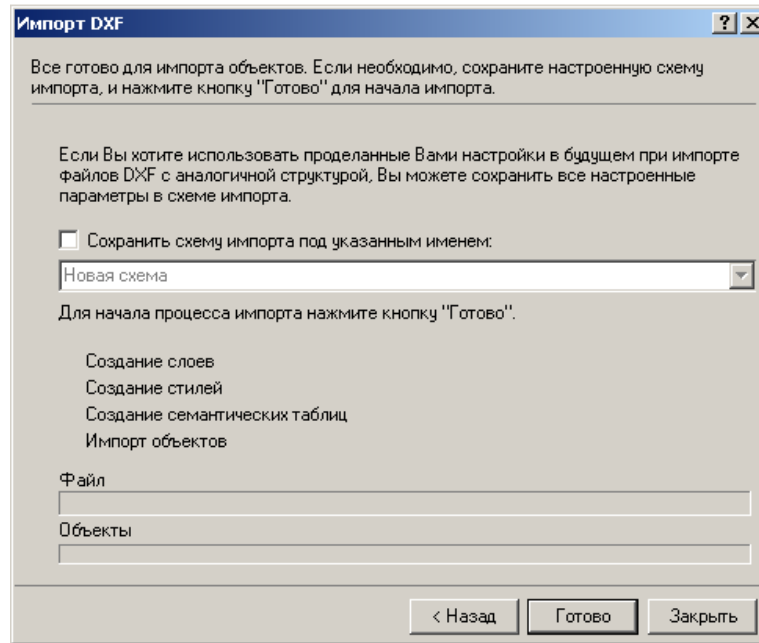 Импорт DXF
Все готово для импорта объектов. Если необходимо, сохраните настроенную схему
импорта, и нажмите кнопку "Готово" для начала импорта.
Если Вы хотите использовать проделанные Вами настройки в будущем при импорте
файлов DXF с аналогичной структурой, Вы можете сохранить все настроенные
параметры в схеме импорта.
Сохранить схему импорта под указанным именем:
Новая схема
Для начала процесса импорта нажмите кнопку "Готово".
Создание слоев
Создание стилей
Создание семантических таблиц
Импорт объектов
Файл
Объекты
< Назад Готово Закрыть